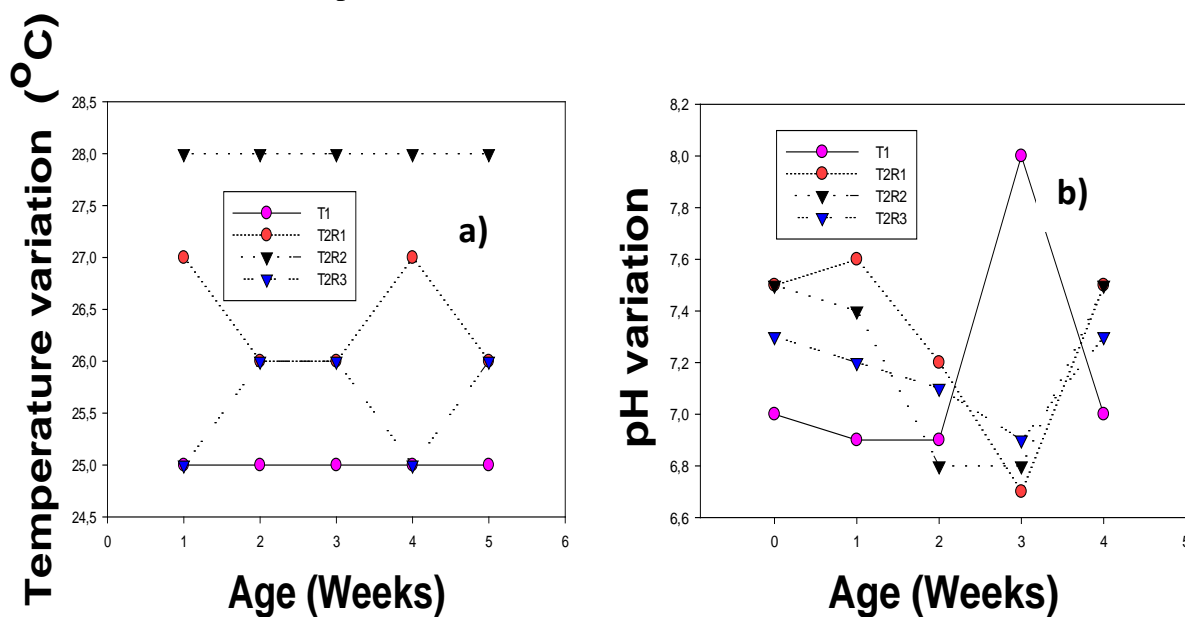 Temperature variation (°C)
28,5
28,0
27,5
27,0
26,5
26,0
25,5
25,0
24,5
0 1 2 3 4 5 6
Age (Weeks)
T1
T2R1
T2R2
T2R3
a)
pH variation
8,2
8,0
7,8
7,6
7,4
7,2
7,0
6,8
6,6
0 1 2 3 4 5
Age (Weeks)
T1
T2R1
T2R2
T2R3
b)